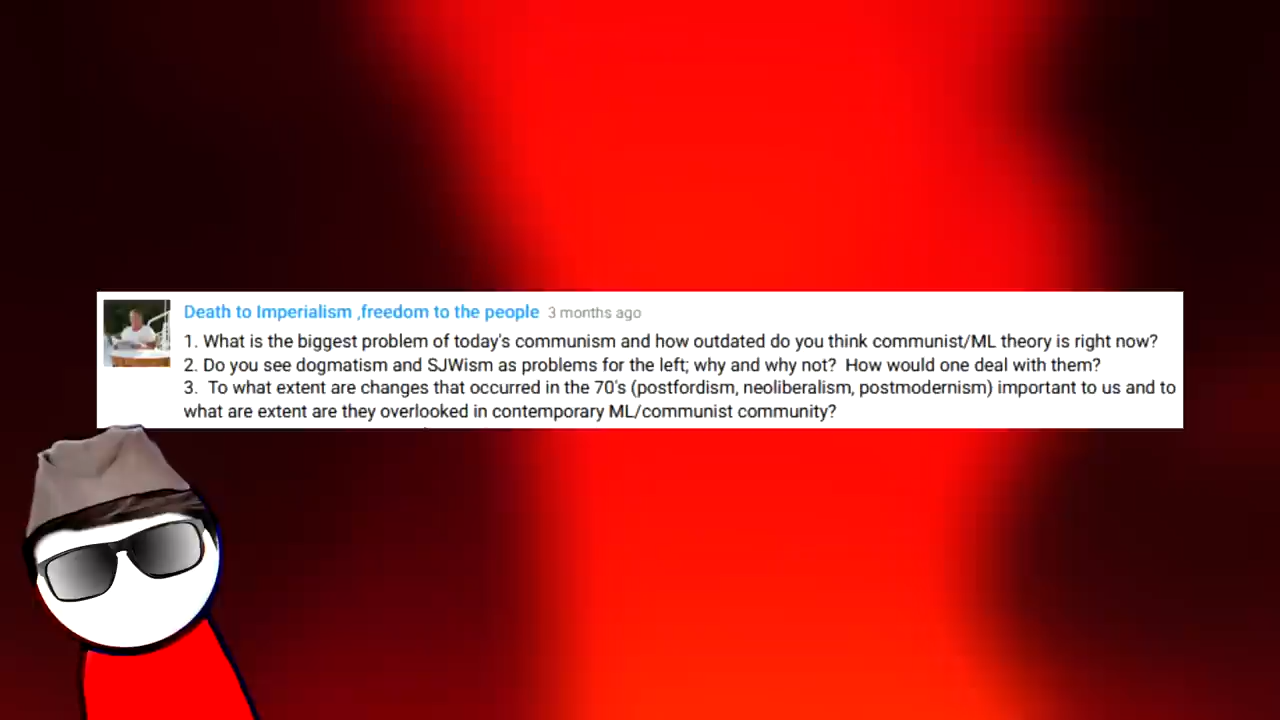 Death to Imperialism ,freedom to the people 3 months ago
1. What is the biggest problem of today's communism and how outdated do you think communist/ML theory is right now?
2. Do you see dogmatism and SJWism as problems for the left; why and why not?  How would one deal with them?
3.  To what extent are changes that occurred in the 70's (postfordism, neoliberalism, postmodernism) important to us and to
what are extent are they overlooked in contemporary ML/communist community?